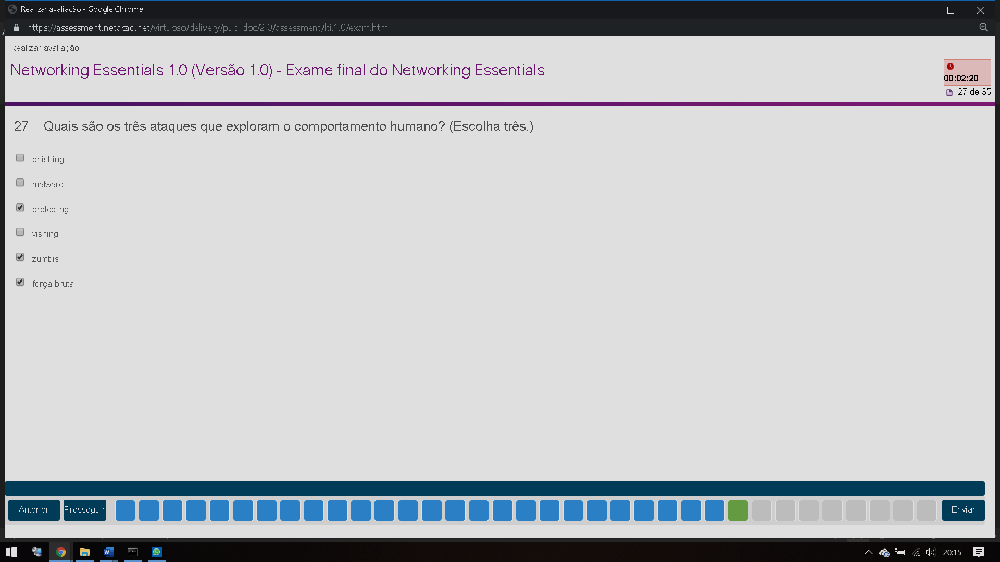 Realizar avaliação - Google Chrome
https://assessment.netacad.net/virtuoso/delivery/pub-doc/2.0/assessment/lti.1.0/exam.html
Realizar avaliação
Networking Essentials 1.0 (Versão 1.0) - Exame final do Networking Essentials
00:02:20
27 de 35
27 Quais são os três ataques que exploram o comportamento humano? (Escolha três.)
phishing
malware
pretexting
vishing
zumbis
força bruta
Anterior
Prosseguir
Enviar
20:15